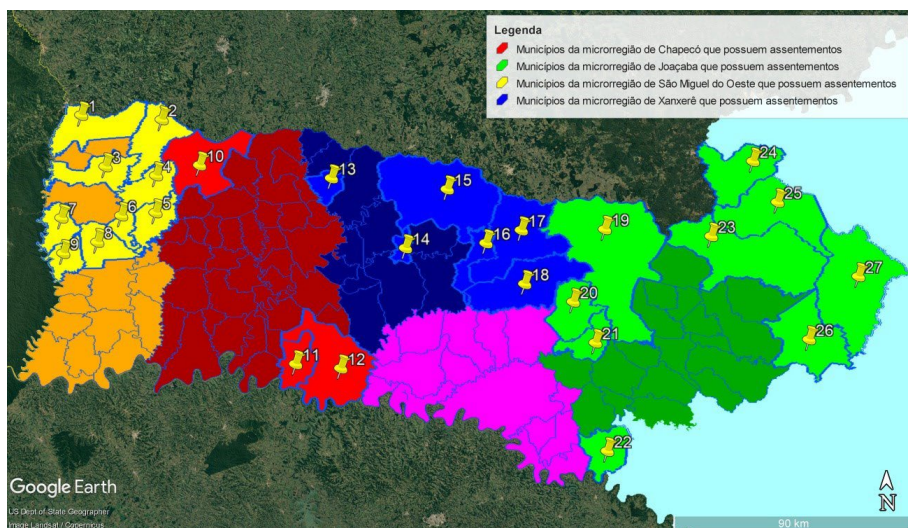 Legenda
Municípios da microrregião de Chapecó que possuem assentementos
Municípios da microrregião de Joaçaba que possuem assentementos
Municípios da microrregião de São Miguel do Oeste que possuem assentementos
Municípios da microrregião de Xanxerê que possuem assentementos
1
2
3
4
5
6
7
8
9
10
11
12
13
14
15
16
17
18
19
20
21
22
23
24
25
26
27
Google Earth
US Dept of State Geographer
Image Landsat / Copernicus
N
90 km